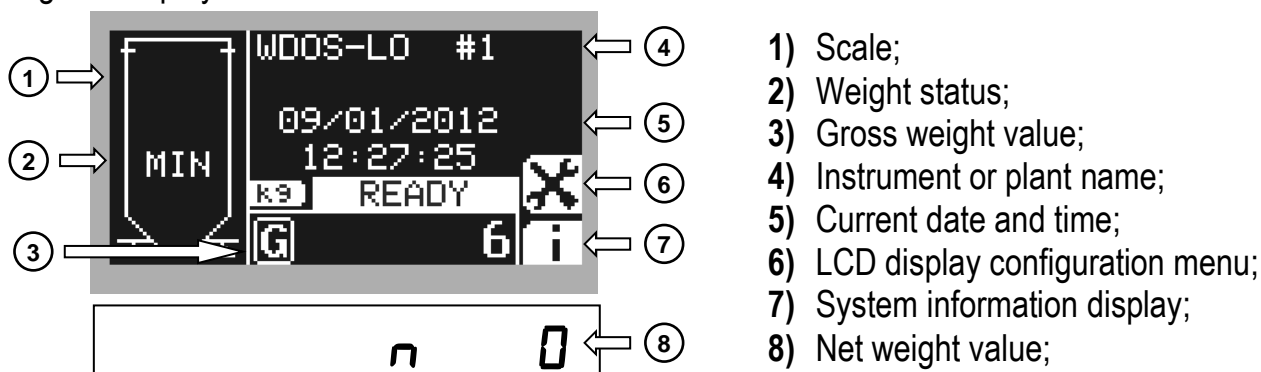 WDOS-LO #1
09/01/2012
12:27:25
MIN
kg READY
G 6
i
n 0
1
2
3
4
5
6
7
8
1) Scale;
2) Weight status;
3) Gross weight value;
4) Instrument or plant name;
5) Current date and time;
6) LCD display configuration menu;
7) System information display;
8) Net weight value;